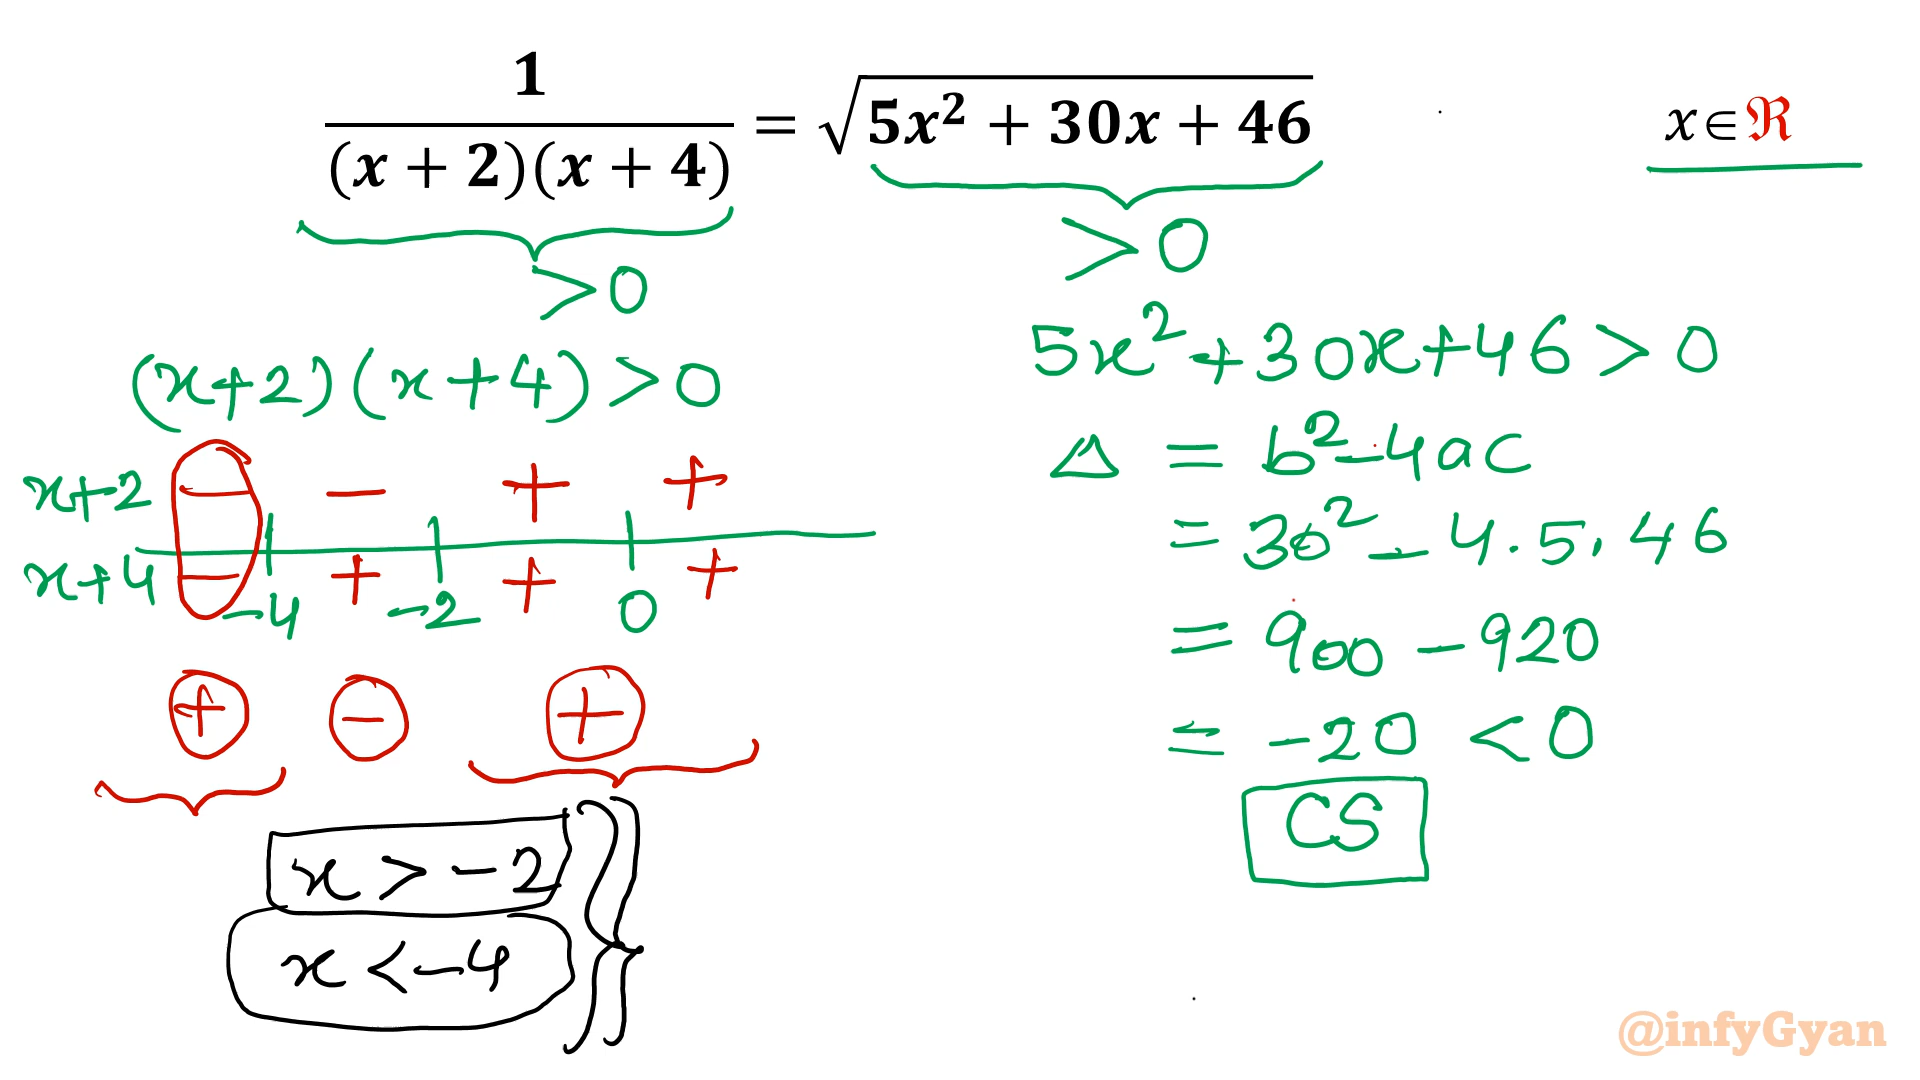 1/((x + 2)(x + 4)) = √(5x² + 30x + 46)
x∈ℜ
> 0
> 0
(x+2)(x+4) > 0
x+2 − − + +
x+4 − + + +
−4 −2 0
+ − +
x > −2
x < −4
5x² + 30x + 46 > 0
△ = b² − 4ac
= 30² − 4 . 5 . 46
= 900 − 920
= −20 < 0
CS
@infyGyan